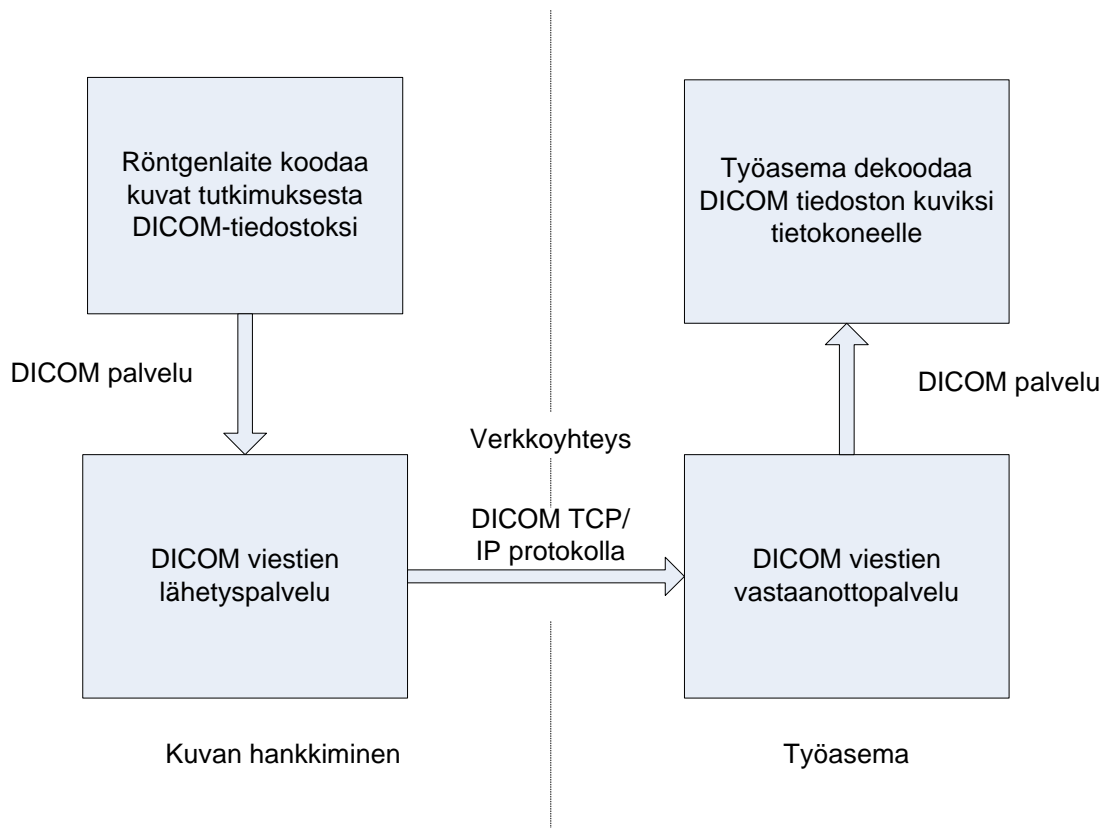 Röntgenlaite koodaa
kuvat tutkimuksesta
DICOM-tiedostoksi
Työasema dekoodaa
DICOM tiedoston kuviksi
tietokoneelle
DICOM palvelu
DICOM palvelu
Verkkoyhteys
DICOM TCP/
IP protokolla
DICOM viestien
lähetyspalvelu
DICOM viestien
vastaanottopalvelu
Kuvan hankkiminen
Työasema